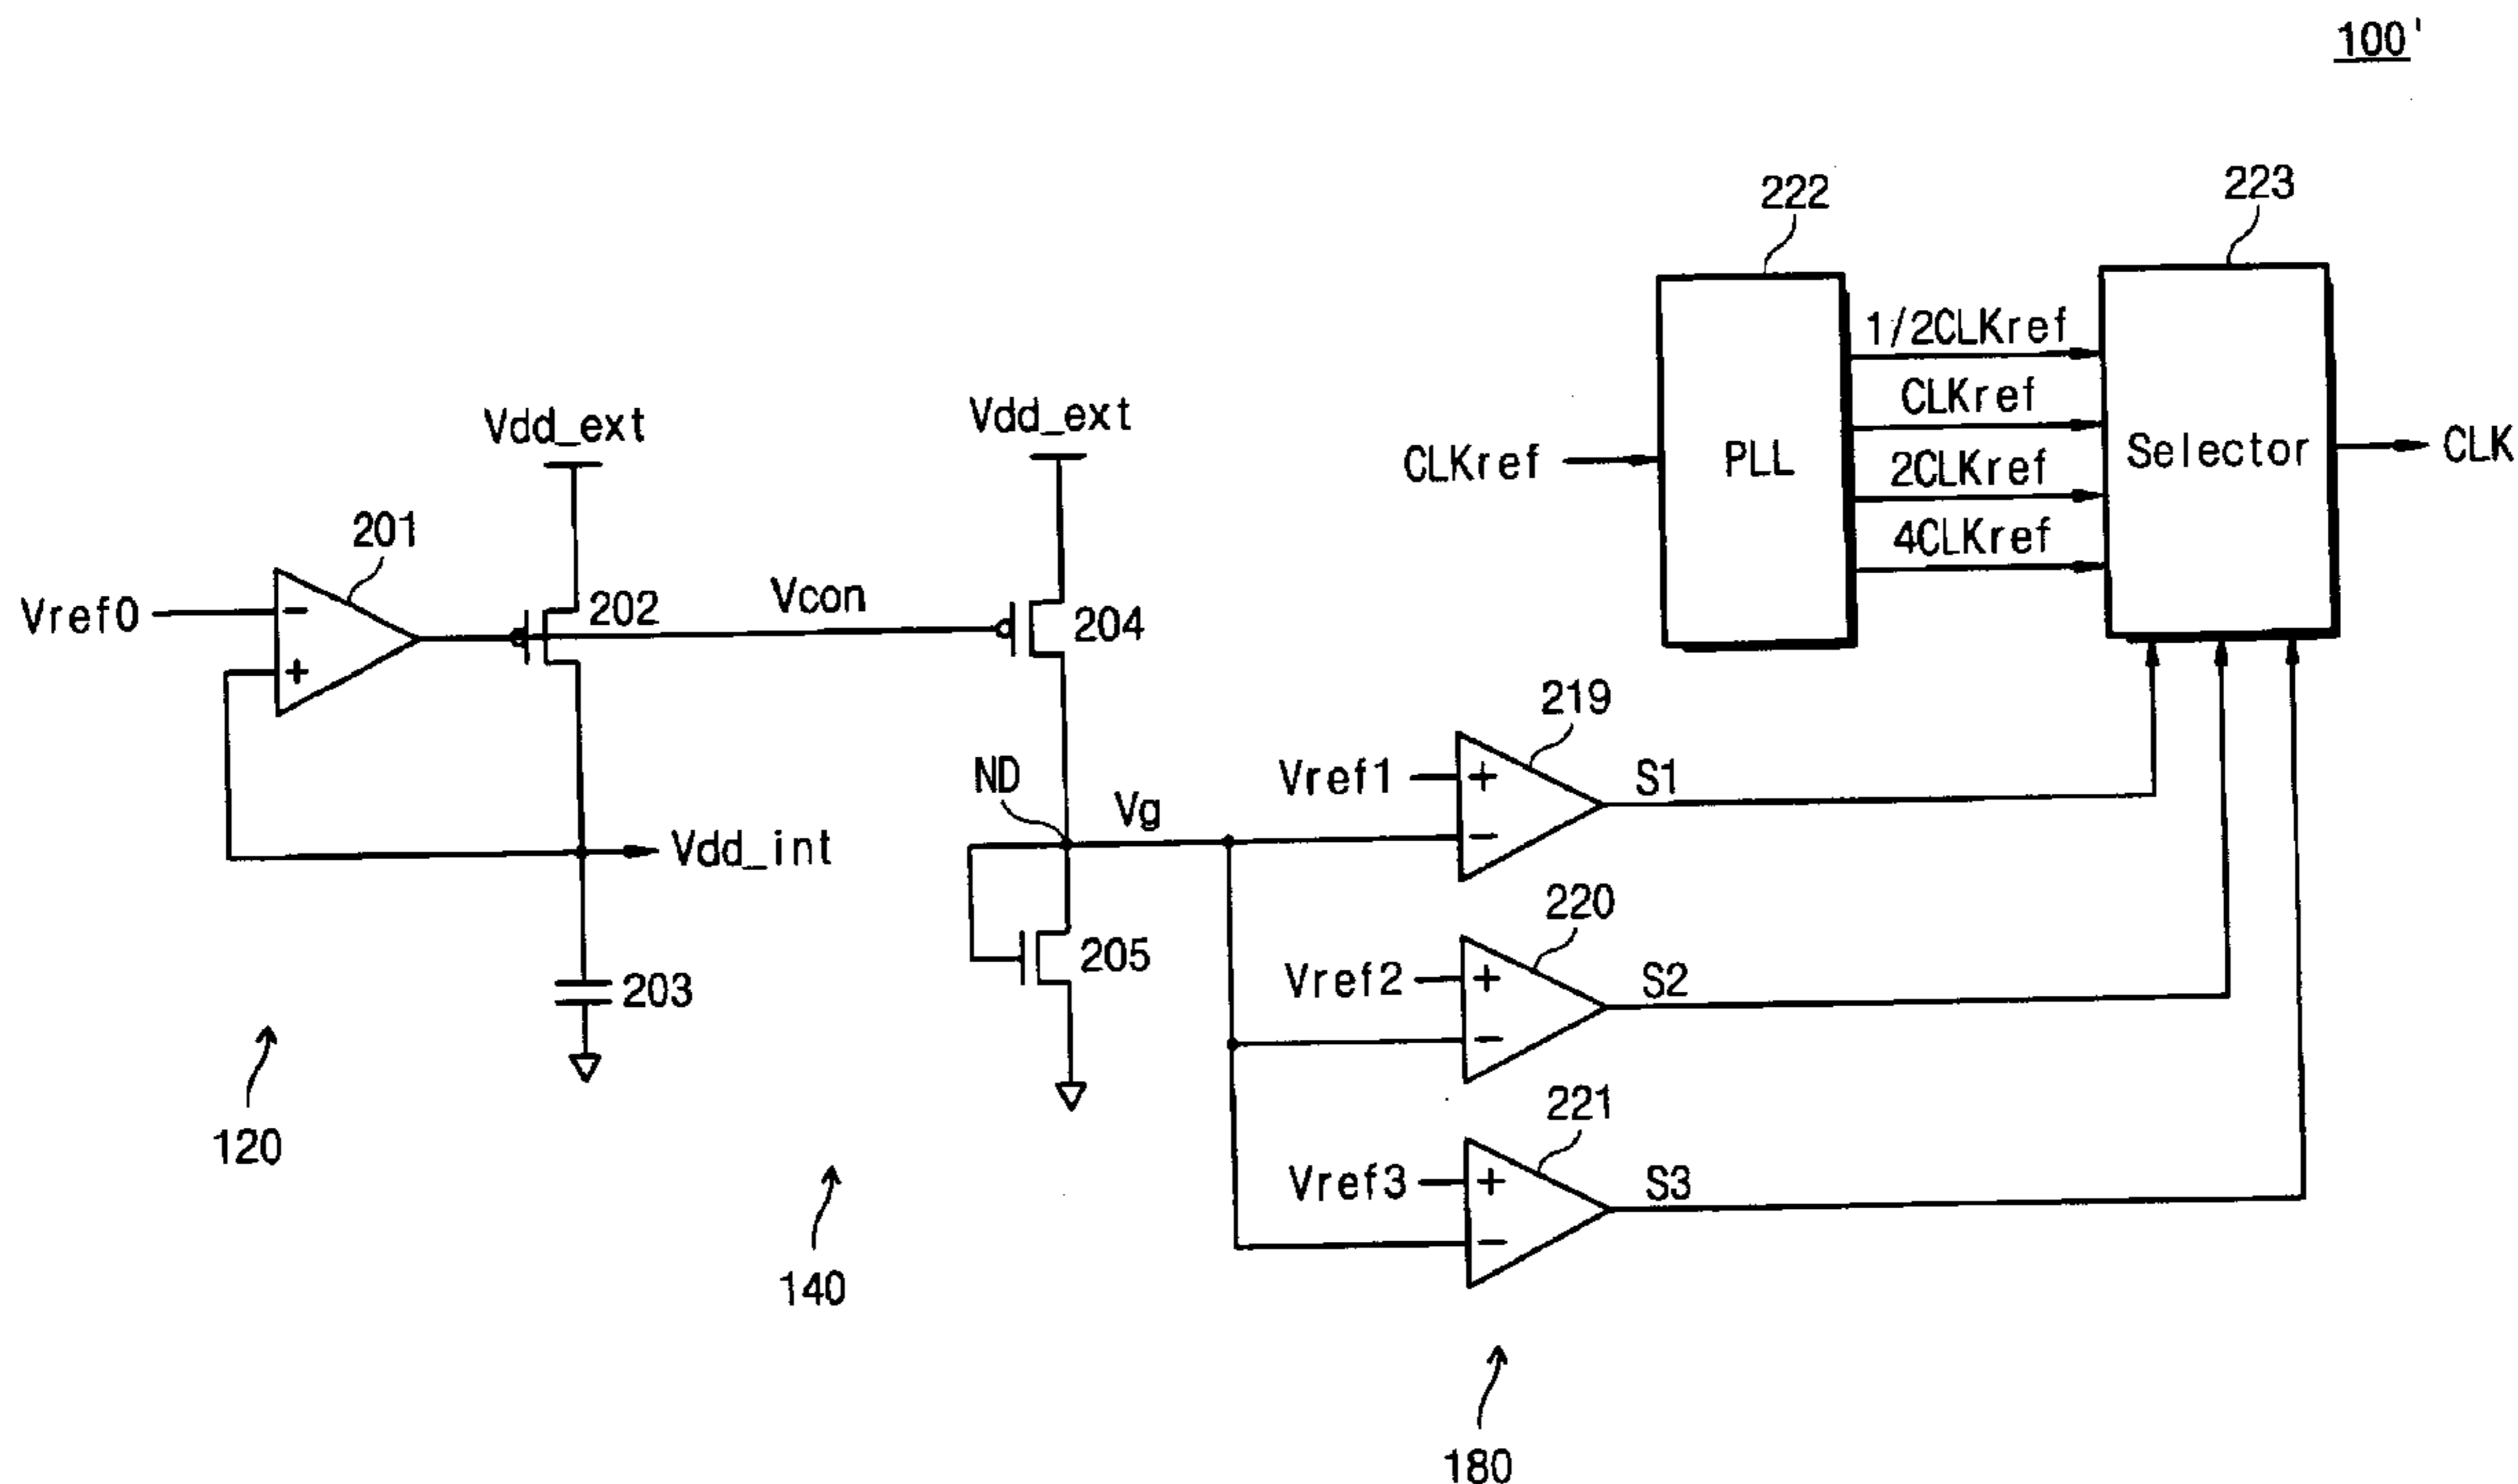 100'
222
223
1/2CLKref
CLKref
2CLKref
4CLKref
CLKref
PLL
Selector
CLK
Vdd_ext
Vdd_ext
201
Vref0
−
+
202
Vcon
204
219
ND
Vg
Vref1
+
−
S1
Vdd_int
203
205
220
Vref2
+
−
S2
221
Vref3
+
−
S3
120
140
180